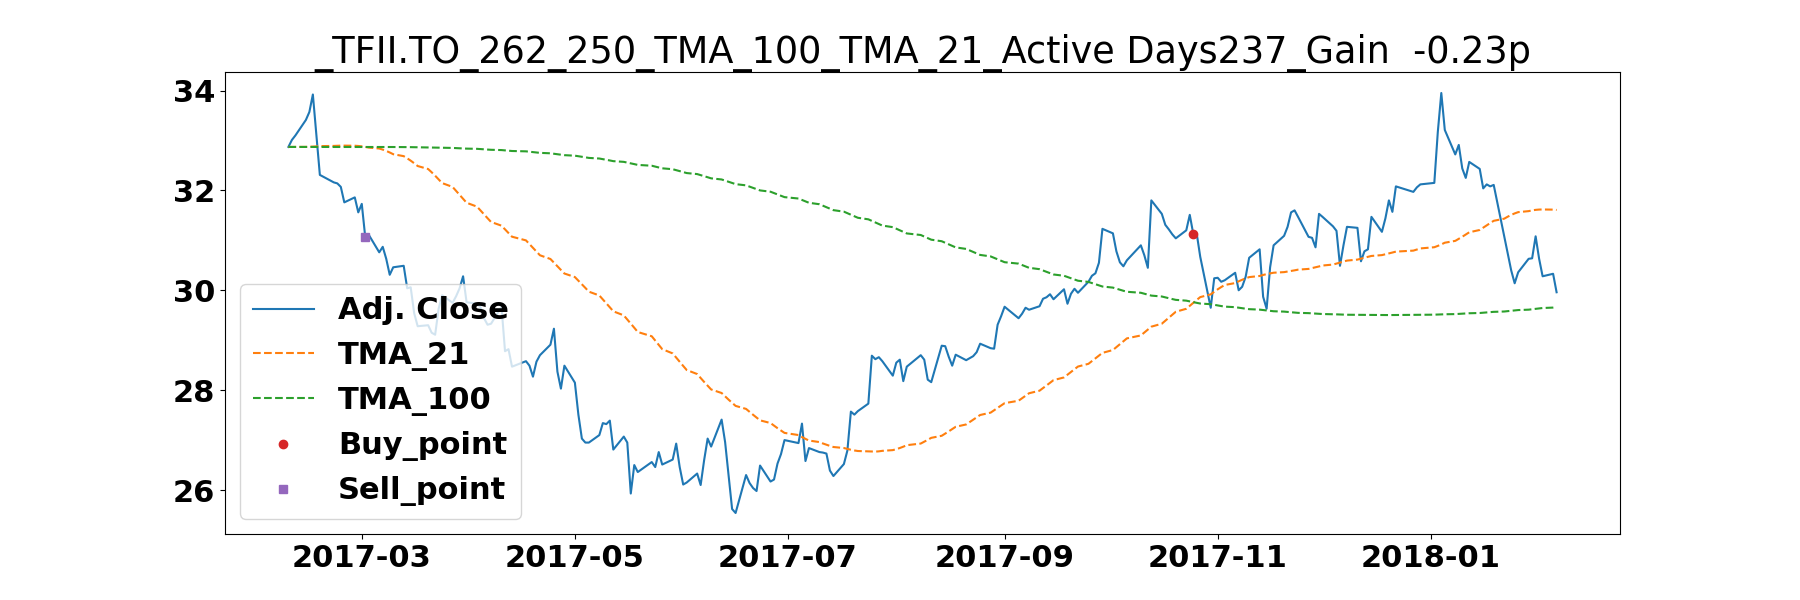 _TFII.TO_262_250_TMA_100_TMA_21_Active Days237_Gain  -0.23p
34
32
30
28
26
Adj. Close
TMA_21
TMA_100
Buy_point
Sell_point
2017-03
2017-05
2017-07
2017-09
2017-11
2018-01